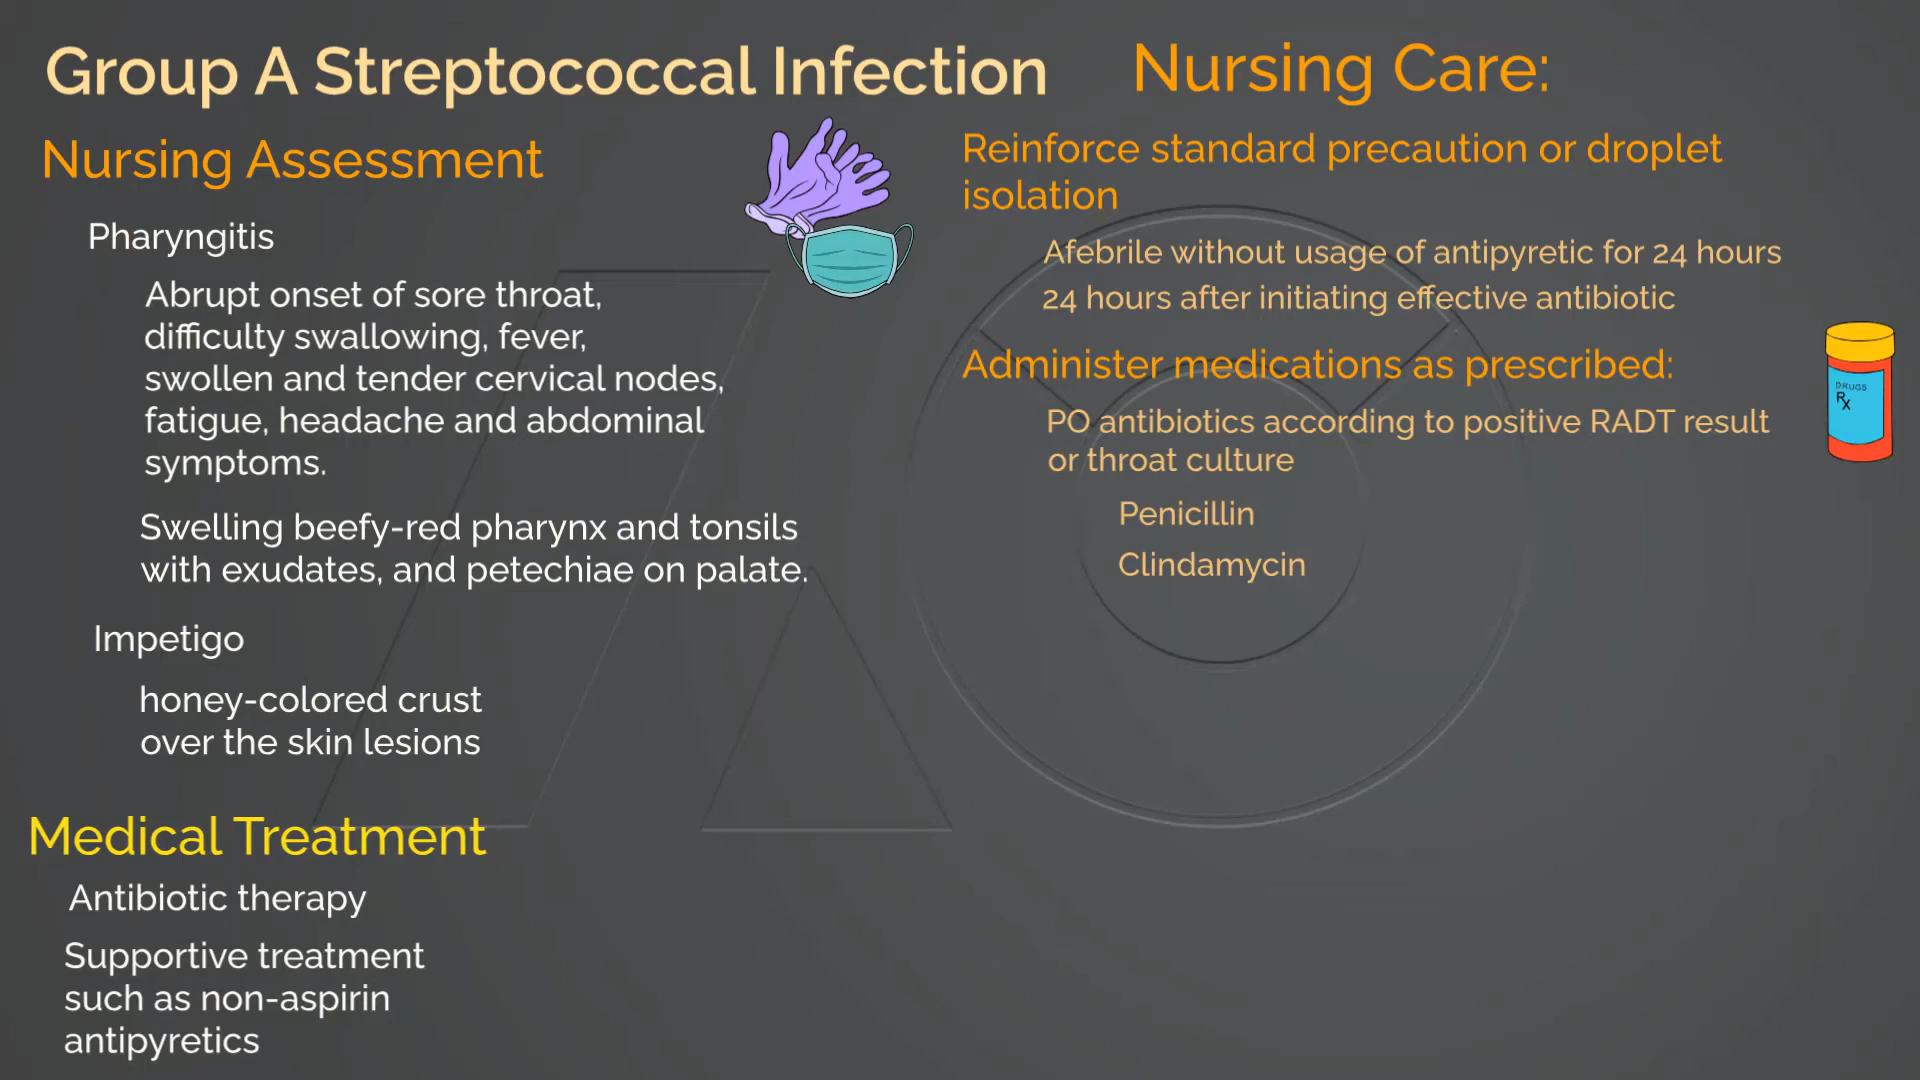 Group A Streptococcal Infection
Nursing Assessment
Pharyngitis
Abrupt onset of sore throat,
difficulty swallowing, fever,
swollen and tender cervical nodes,
fatigue, headache and abdominal
symptoms.
Swelling beefy-red pharynx and tonsils
with exudates, and petechiae on palate.
Impetigo
honey-colored crust
over the skin lesions
Medical Treatment
Antibiotic therapy
Supportive treatment
such as non-aspirin
antipyretics
Nursing Care:
Reinforce standard precaution or droplet
isolation
Afebrile without usage of antipyretic for 24 hours
24 hours after initiating effective antibiotic
Administer medications as prescribed:
PO antibiotics according to positive RADT result
or throat culture
Penicillin
Clindamycin
DRUGS
Rx